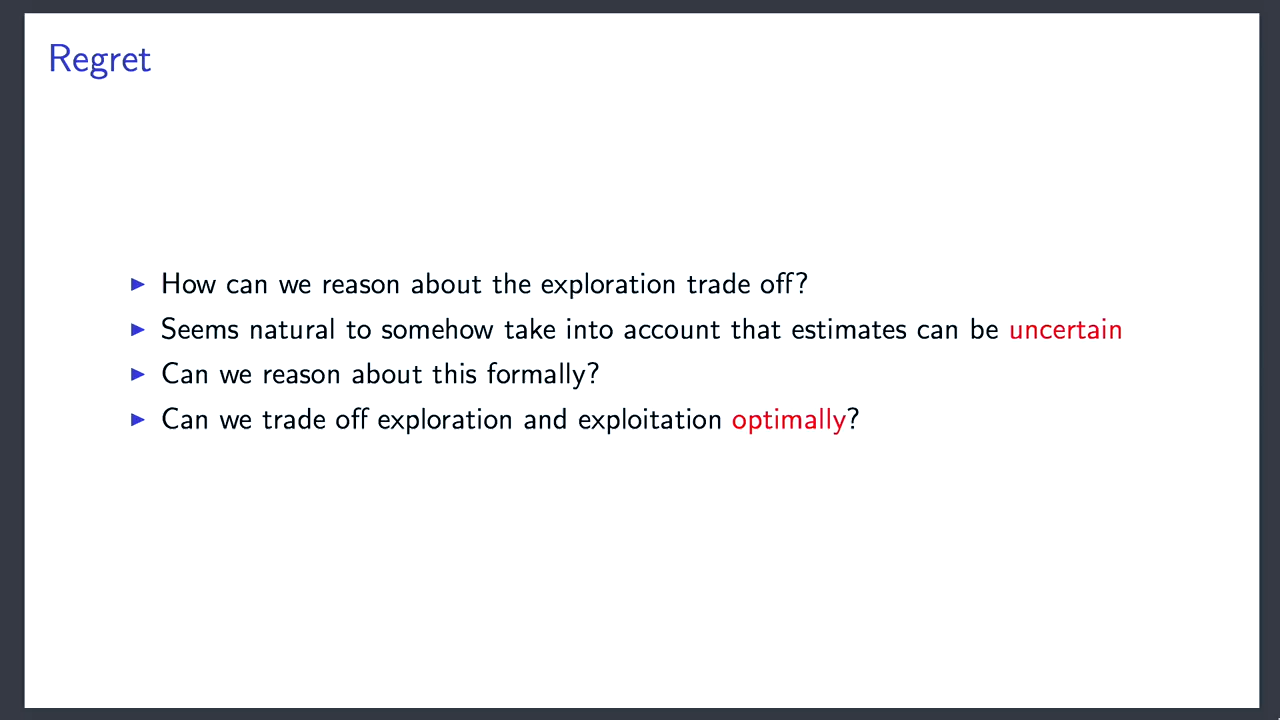 Regret
▶ How can we reason about the exploration trade off?
▶ Seems natural to somehow take into account that estimates can be uncertain
▶ Can we reason about this formally?
▶ Can we trade off exploration and exploitation optimally?